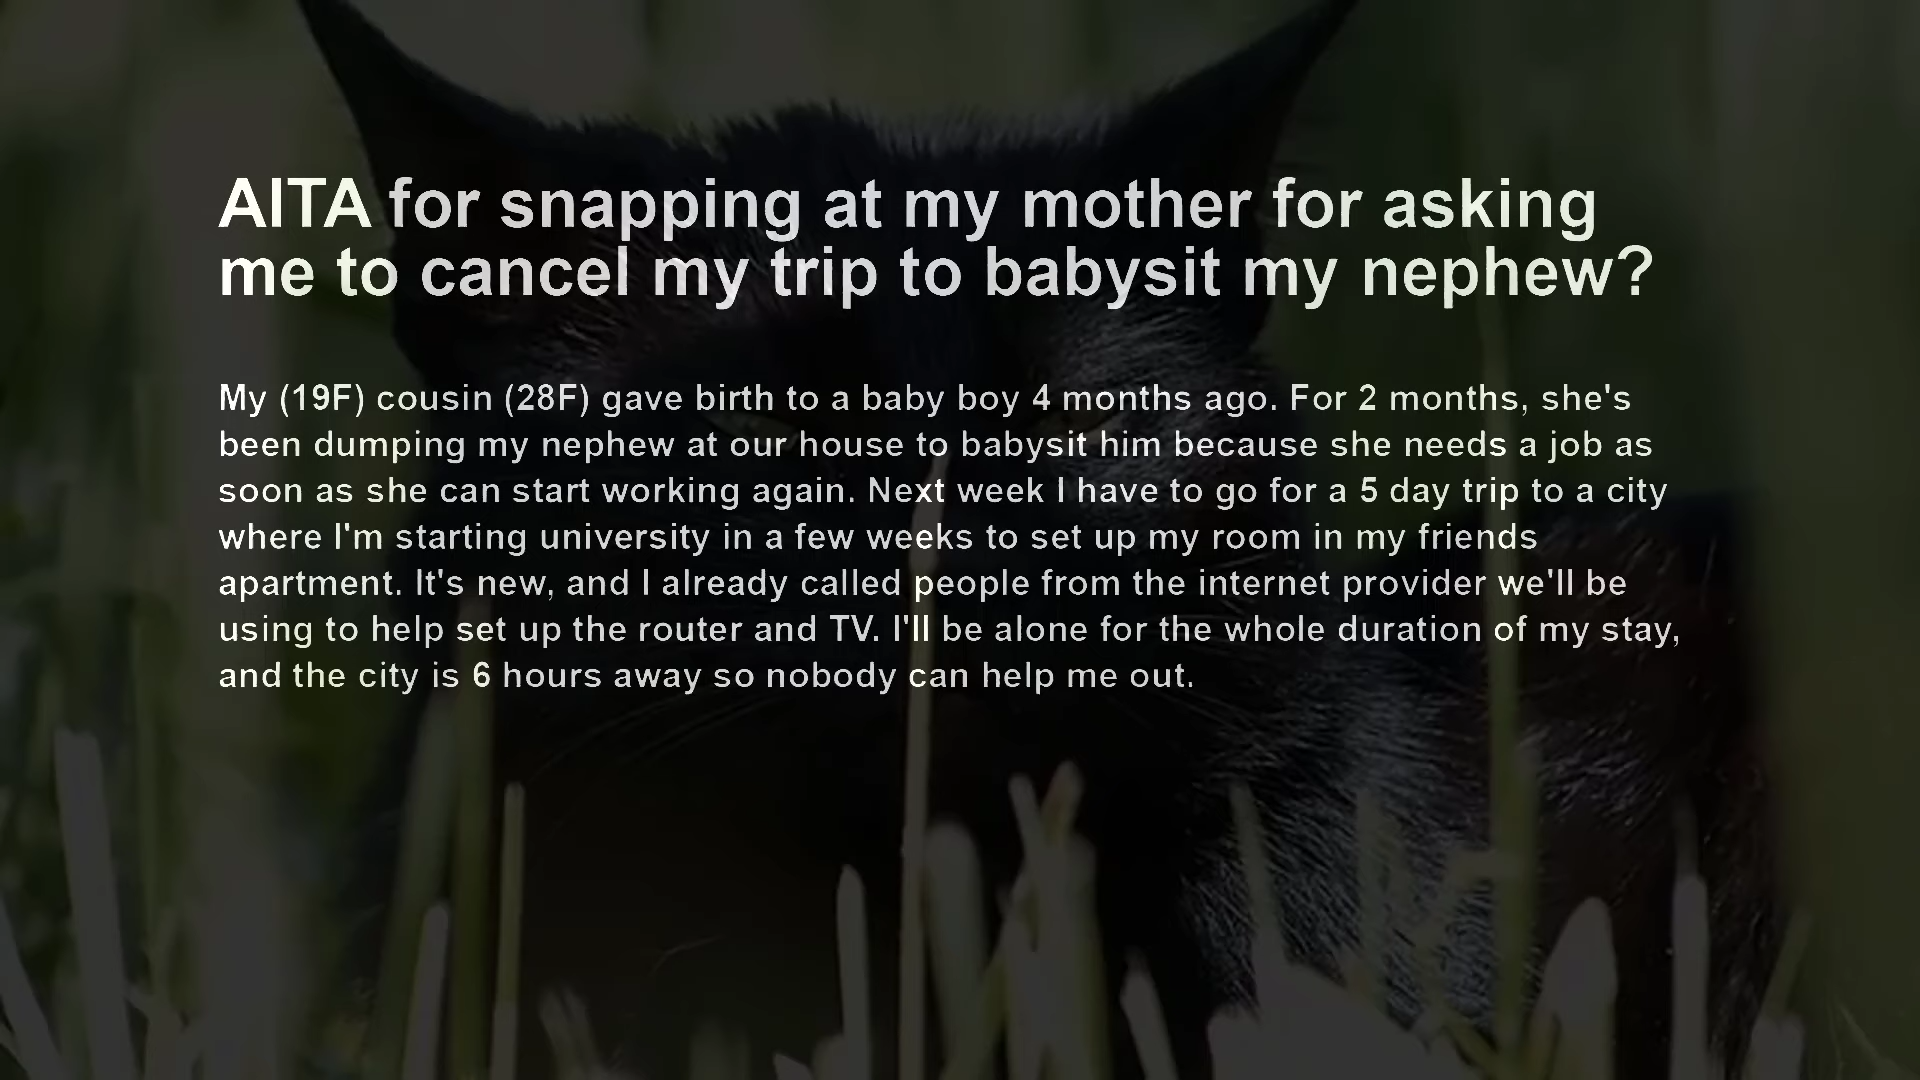 AITA for snapping at my mother for asking
me to cancel my trip to babysit my nephew?
My (19F) cousin (28F) gave birth to a baby boy 4 months ago. For 2 months, she's
been dumping my nephew at our house to babysit him because she needs a job as
soon as she can start working again. Next week I have to go for a 5 day trip to a city
where I'm starting university in a few weeks to set up my room in my friends
apartment. It's new, and I already called people from the internet provider we'll be
using to help set up the router and TV. I'll be alone for the whole duration of my stay,
and the city is 6 hours away so nobody can help me out.